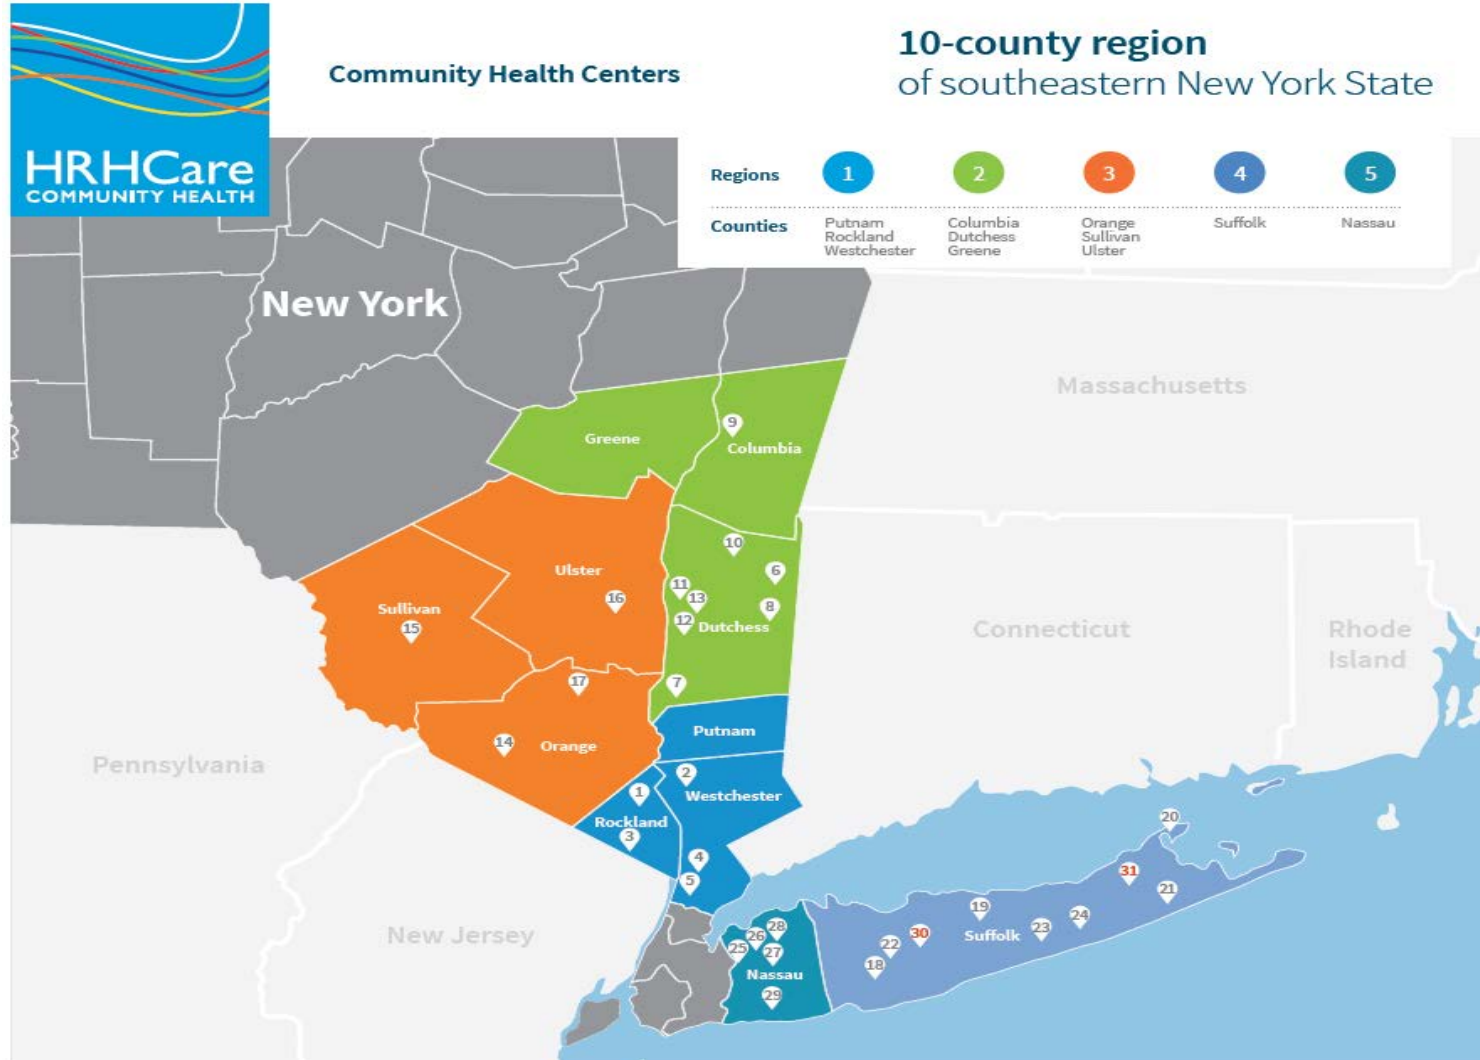 HRHCare
COMMUNITY HEALTH
Community Health Centers
10-county region
of southeastern New York State
Regions 1 2 3 4 5
Counties
Putnam
Rockland
Westchester
Columbia
Dutchess
Greene
Orange
Sullivan
Ulster
Suffolk
Nassau
New York
Massachusetts
Greene
9
Columbia
10
Ulster
6
11
16
13
8
Sullivan
15
12
Dutchess
Connecticut
Rhode
Island
17
7
Putnam
14
Orange
Pennsylvania
2
1
Westchester
Rockland
3
20
4
31
5
21
19
24
New Jersey
28
26
30
23
Suffolk
25
22
27
18
Nassau
29